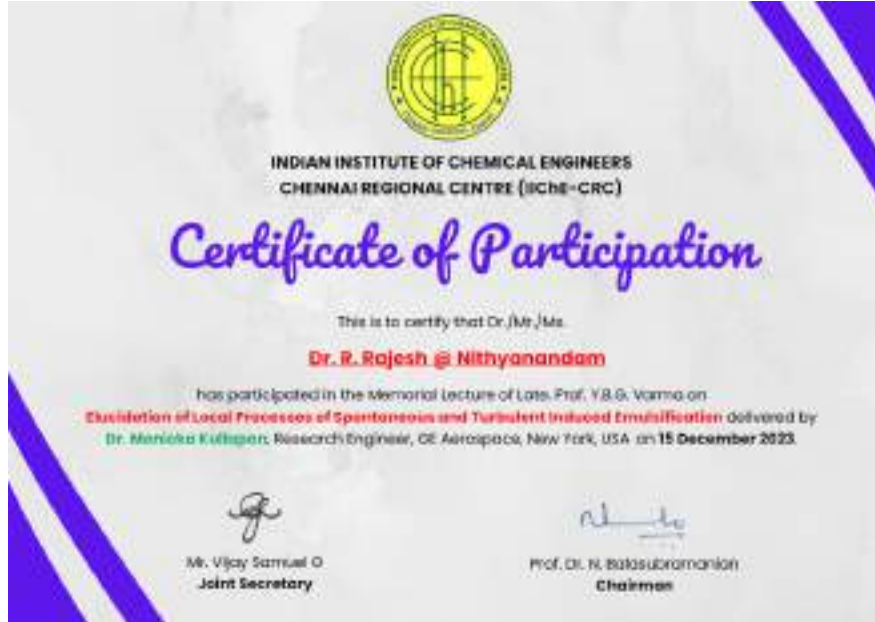 INDIAN INSTITUTE OF CHEMICAL ENGINEERS
CHENNAI REGIONAL CENTRE (IIChE-CRC)
Certificate of Participation
This is to certify that Dr./Mr./Ms.
Dr. R. Rajesh @ Nithyanandam
has participated in the Memorial Lecture of Late. Prof. Y.B.G. Varma on
Elucidation of Local Processes of Spontaneous and Turbulent Induced Emulsification delivered by
Dr. Monicka Kullapan, Research Engineer, GE Aerospace, New York, USA on 15 December 2023.
Mr. Vijay Samuel G
Prof. Dr. N. Balasubramanian
Joint Secretary
Chairman